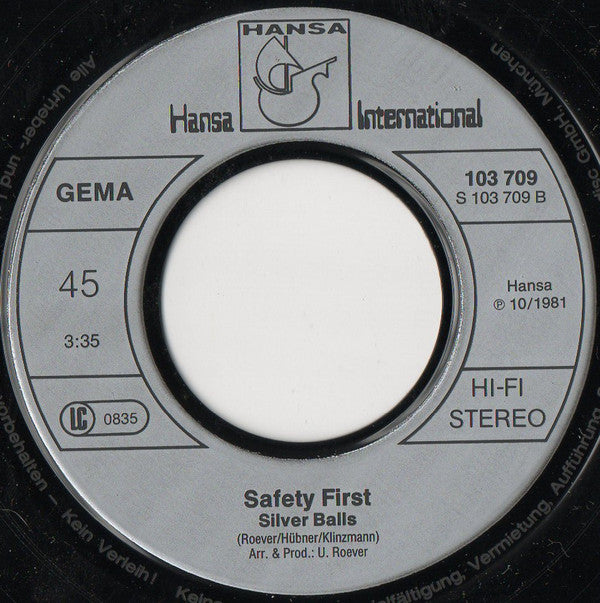 HANSA
Hansa International
GEMA
45
3:35
LC 0835
103 709
S 103 709 B
Hansa
℗ 10/1981
HI-FI
STEREO
Safety First
Silver Balls
(Roever/Hübner/Klinzmann)
Arr. & Prod.: U. Roever
Alle Urheber- und
vorbehalten – Kein Verleih!
Vermietung, Aufführung,
disc GmbH, München